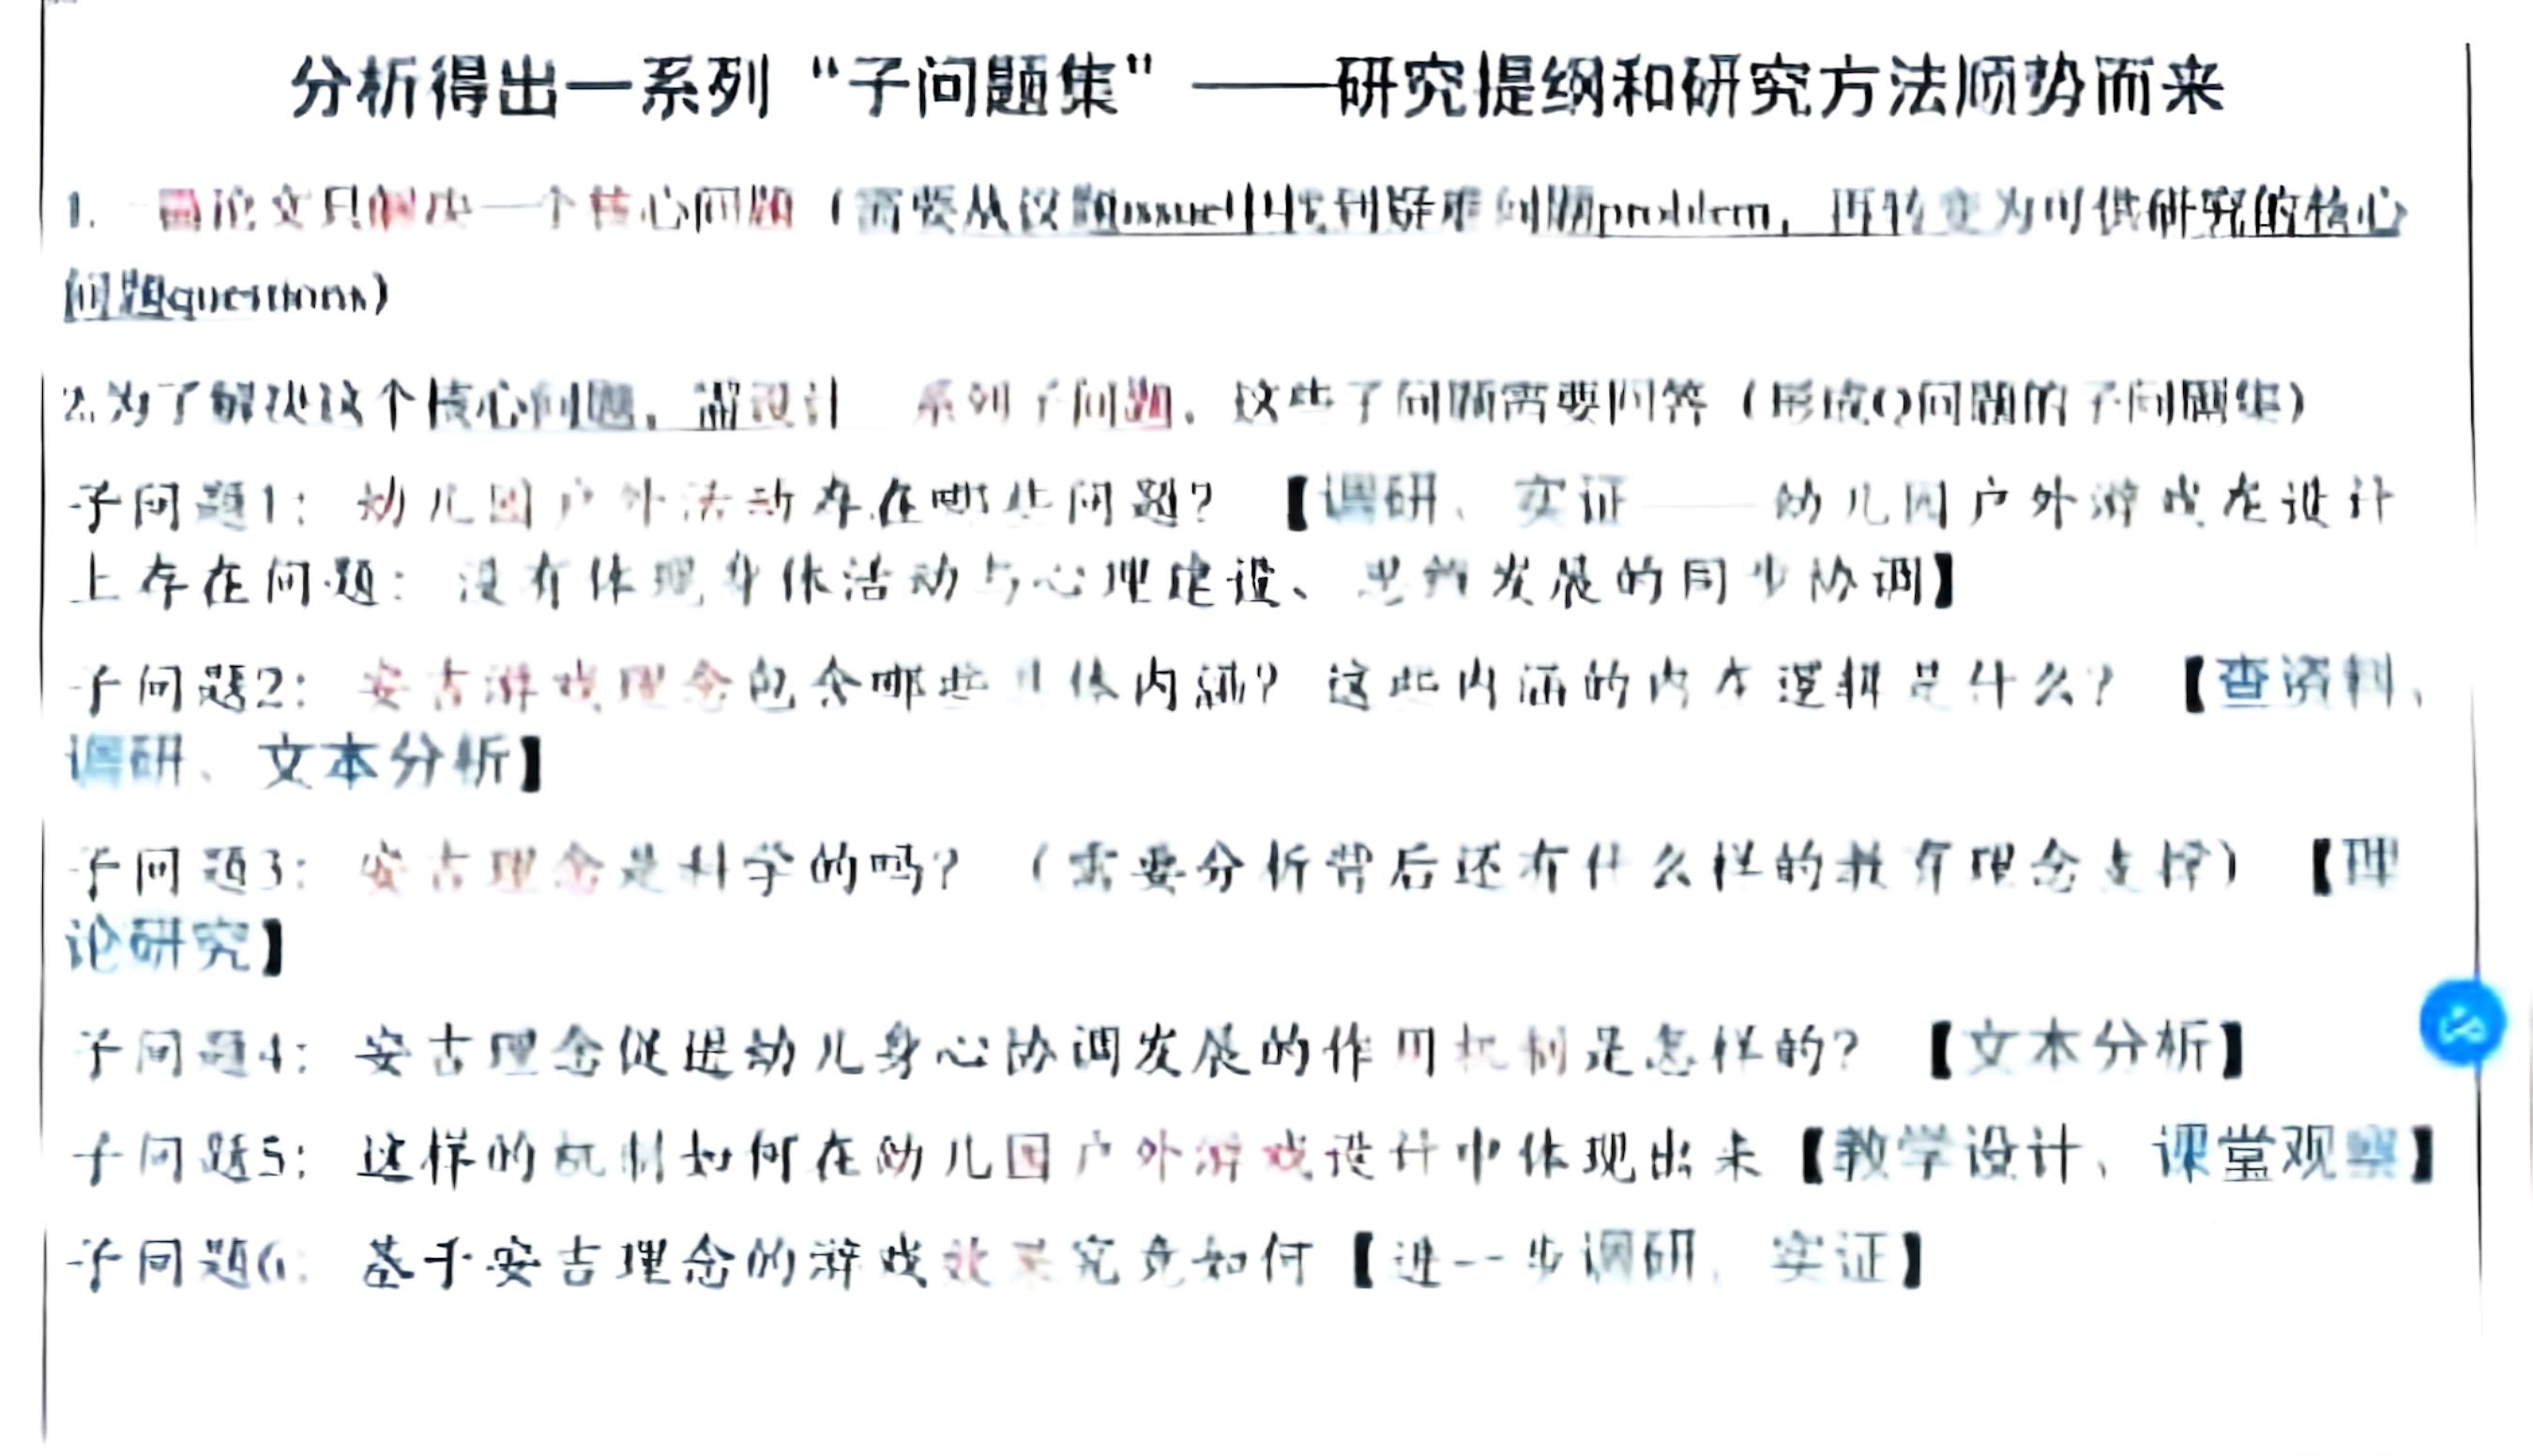 分析得出一系列“子问题集”——研究提纲和研究方法顺势而来
1. 一篇论文只解决一个核心问题（需要从议题issue中找到疑难问题problem，再转变为可供研究的核心
问题questions）
2.为了解决这个核心问题，需设计一系列子问题，这些子问题需要回答（形成Q问题的子问题集）
子问题1：幼儿园户外活动存在哪些问题？【调研、实证——幼儿园户外游戏在设计
上存在问题：没有体现身体活动与心理建设、思维发展的同步协调】
子问题2：安吉游戏理念包含哪些具体内涵？这些内涵的内在逻辑是什么？【查资料、
调研、文本分析】
子问题3：安吉理念是科学的吗？（需要分析背后还有什么样的教育理念支撑）【理
论研究】
子问题4：安吉理念促进幼儿身心协调发展的作用机制是怎样的？【文本分析】
子问题5：这样的机制如何在幼儿园户外游戏设计中体现出来【教学设计、课堂观察】
子问题6：基于安吉理念的游戏效果究竟如何【进一步调研、实证】